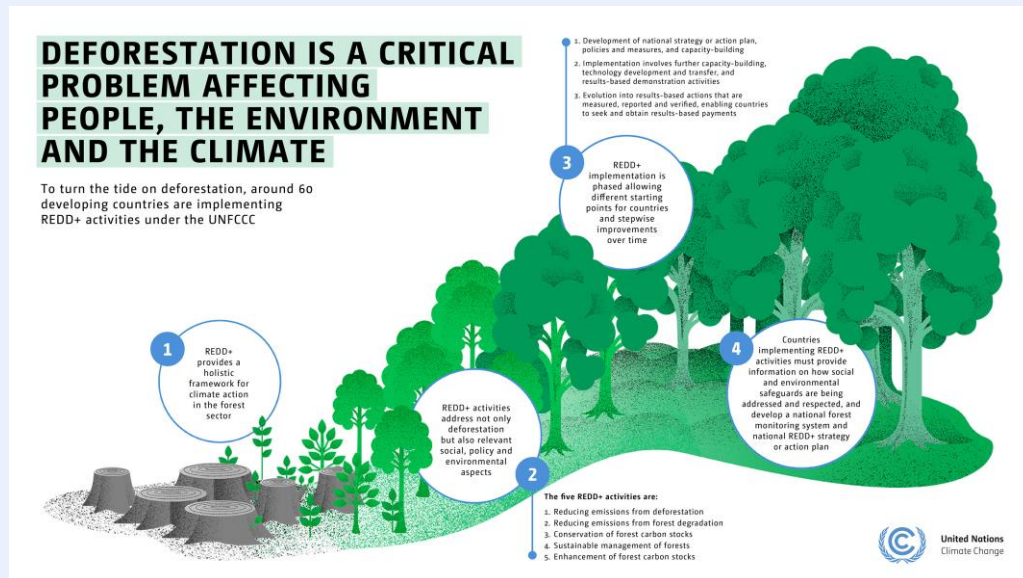 DEFORESTATION IS A CRITICAL
PROBLEM AFFECTING
PEOPLE, THE ENVIRONMENT
AND THE CLIMATE
To turn the tide on deforestation, around 60
developing countries are implementing
REDD+ activities under the UNFCCC
1
REDD+
provides a
holistic
framework for
climate action
in the forest
sector
REDD+ activities
address not only
deforestation
but also relevant
social, policy and
environmental
aspects
2
The five REDD+ activities are:
1. Reducing emissions from deforestation
2. Reducing emissions from forest degradation
3. Conservation of forest carbon stocks
4. Sustainable management of forests
5. Enhancement of forest carbon stocks
1. Development of national strategy or action plan,
policies and measures, and capacity-building
2. Implementation involves further capacity-building,
technology development and transfer, and
results-based demonstration activities
3. Evolution into results-based actions that are
measured, reported and verified, enabling countries
to seek and obtain results-based payments
3
REDD+
implementation is
phased allowing
different starting
points for countries
and stepwise
improvements
over time
4
Countries
implementing REDD+
activities must provide
information on how social
and environmental
safeguards are being
addressed and respected, and
develop a national forest
monitoring system and
national REDD+ strategy
or action plan
United Nations
Climate Change